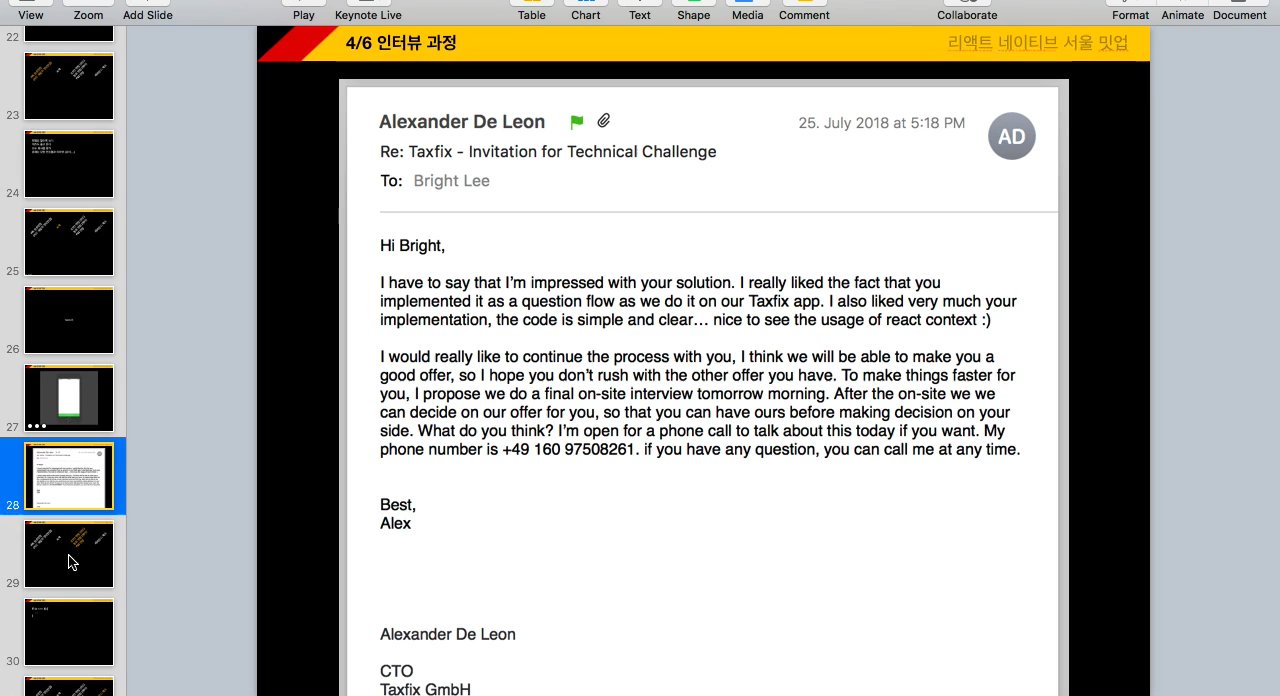 View Zoom Add Slide Play Keynote Live Table Chart Text Shape Media Comment Collaborate Format Animate Document
4/6 인터뷰 과정
리액트 네이티브 서울 밋업
Alexander De Leon
25. July 2018 at 5:18 PM
AD
Re: Taxfix - Invitation for Technical Challenge
To: Bright Lee
Hi Bright,
I have to say that I’m impressed with your solution. I really liked the fact that you
implemented it as a question flow as we do it on our Taxfix app. I also liked very much your
implementation, the code is simple and clear… nice to see the usage of react context :)
I would really like to continue the process with you, I think we will be able to make you a
good offer, so I hope you don’t rush with the other offer you have. To make things faster for
you, I propose we do a final on-site interview tomorrow morning. After the on-site we we
can decide on our offer for you, so that you can have ours before making decision on your
side. What do you think? I’m open for a phone call to talk about this today if you want. My
phone number is +49 160 97508261. if you have any question, you can call me at any time.
Best,
Alex
Alexander De Leon
CTO
Taxfix GmbH
22
23
24
25
26
27
28
29
30